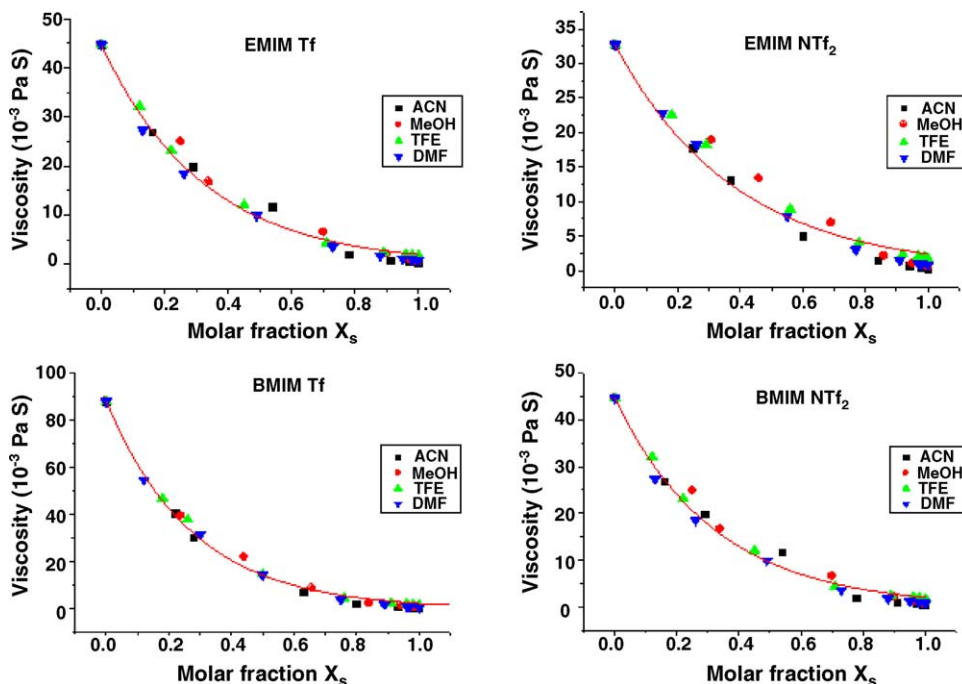 EMIM Tf
Viscosity (10⁻³ Pa S)
50
40
30
20
10
0
ACN
MeOH
TFE
DMF
0.0 0.2 0.4 0.6 0.8 1.0
Molar fraction Xₛ
EMIM NTf₂
Viscosity (10⁻³ Pa S)
35
30
25
20
15
10
5
0
ACN
MeOH
TFE
DMF
0.0 0.2 0.4 0.6 0.8 1.0
Molar fraction Xₛ
BMIM Tf
Viscosity (10⁻³ Pa S)
100
80
60
40
20
0
ACN
MeOH
TFE
DMF
0.0 0.2 0.4 0.6 0.8 1.0
Molar fraction Xₛ
BMIM NTf₂
Viscosity (10⁻³ Pa S)
50
40
30
20
10
0
ACN
MeOH
TFE
DMF
0.0 0.2 0.4 0.6 0.8 1.0
Molar fraction Xₛ